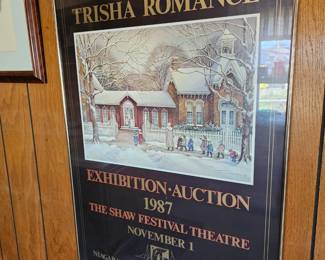 TRISHA ROMANCE
EXHIBITION·AUCTION
1987
THE SHAW FESTIVAL THEATRE
NOVEMBER 1